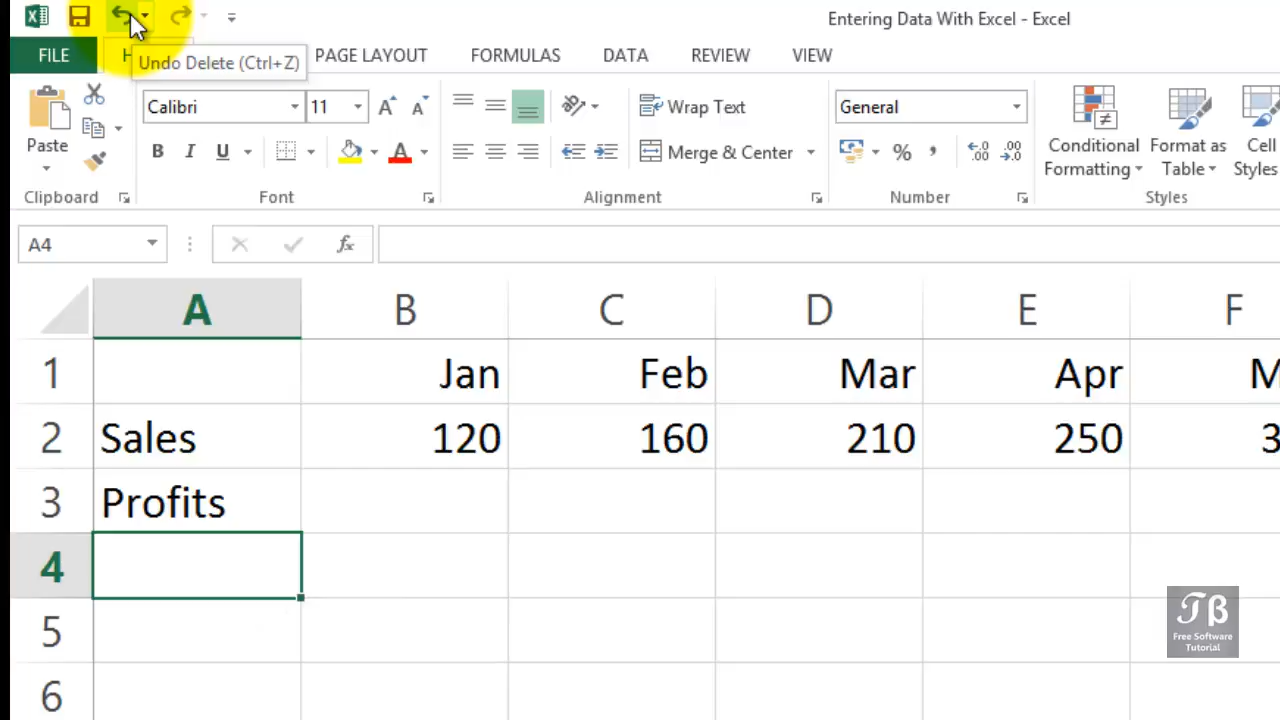 Entering Data With Excel - Excel
FILE H PAGE LAYOUT FORMULAS DATA REVIEW VIEW
Undo Delete (Ctrl+Z)
Calibri 11 A A Wrap Text General
Paste B I U A Merge & Center % , Conditional Formatting Format as Table Cell Styles
Clipboard Font Alignment Number Styles
A4 fx
A B C D E F
1 Jan Feb Mar Apr M
2 Sales 120 160 210 250 3
3 Profits
4
5
6
Tβ
Free Software
Tutorial